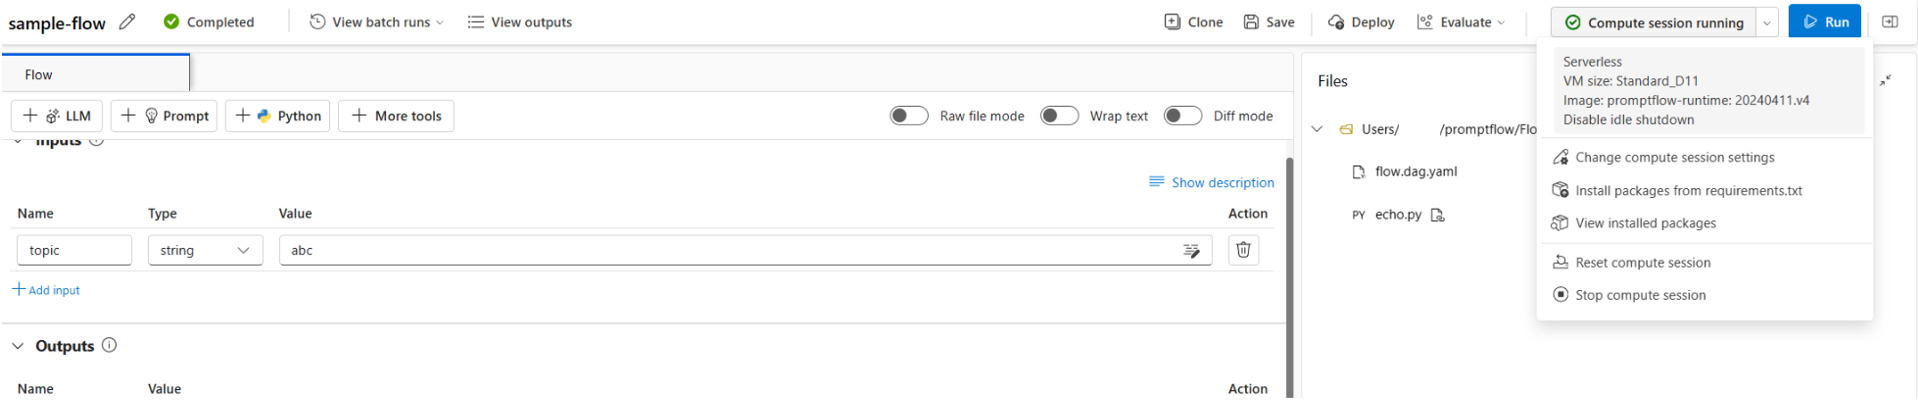 sample-flow Completed View batch runs View outputs Clone Save Deploy Evaluate Compute session running Run
Flow
LLM Prompt Python More tools Raw file mode Wrap text Diff mode
Inputs
Show description
Name Type Value Action
topic string abc
Add input
Outputs
Name Value Action
Files
Users/ /promptflow/Flo
flow.dag.yaml
PY echo.py
Serverless
VM size: Standard_D11
Image: promptflow-runtime: 20240411.v4
Disable idle shutdown
Change compute session settings
Install packages from requirements.txt
View installed packages
Reset compute session
Stop compute session